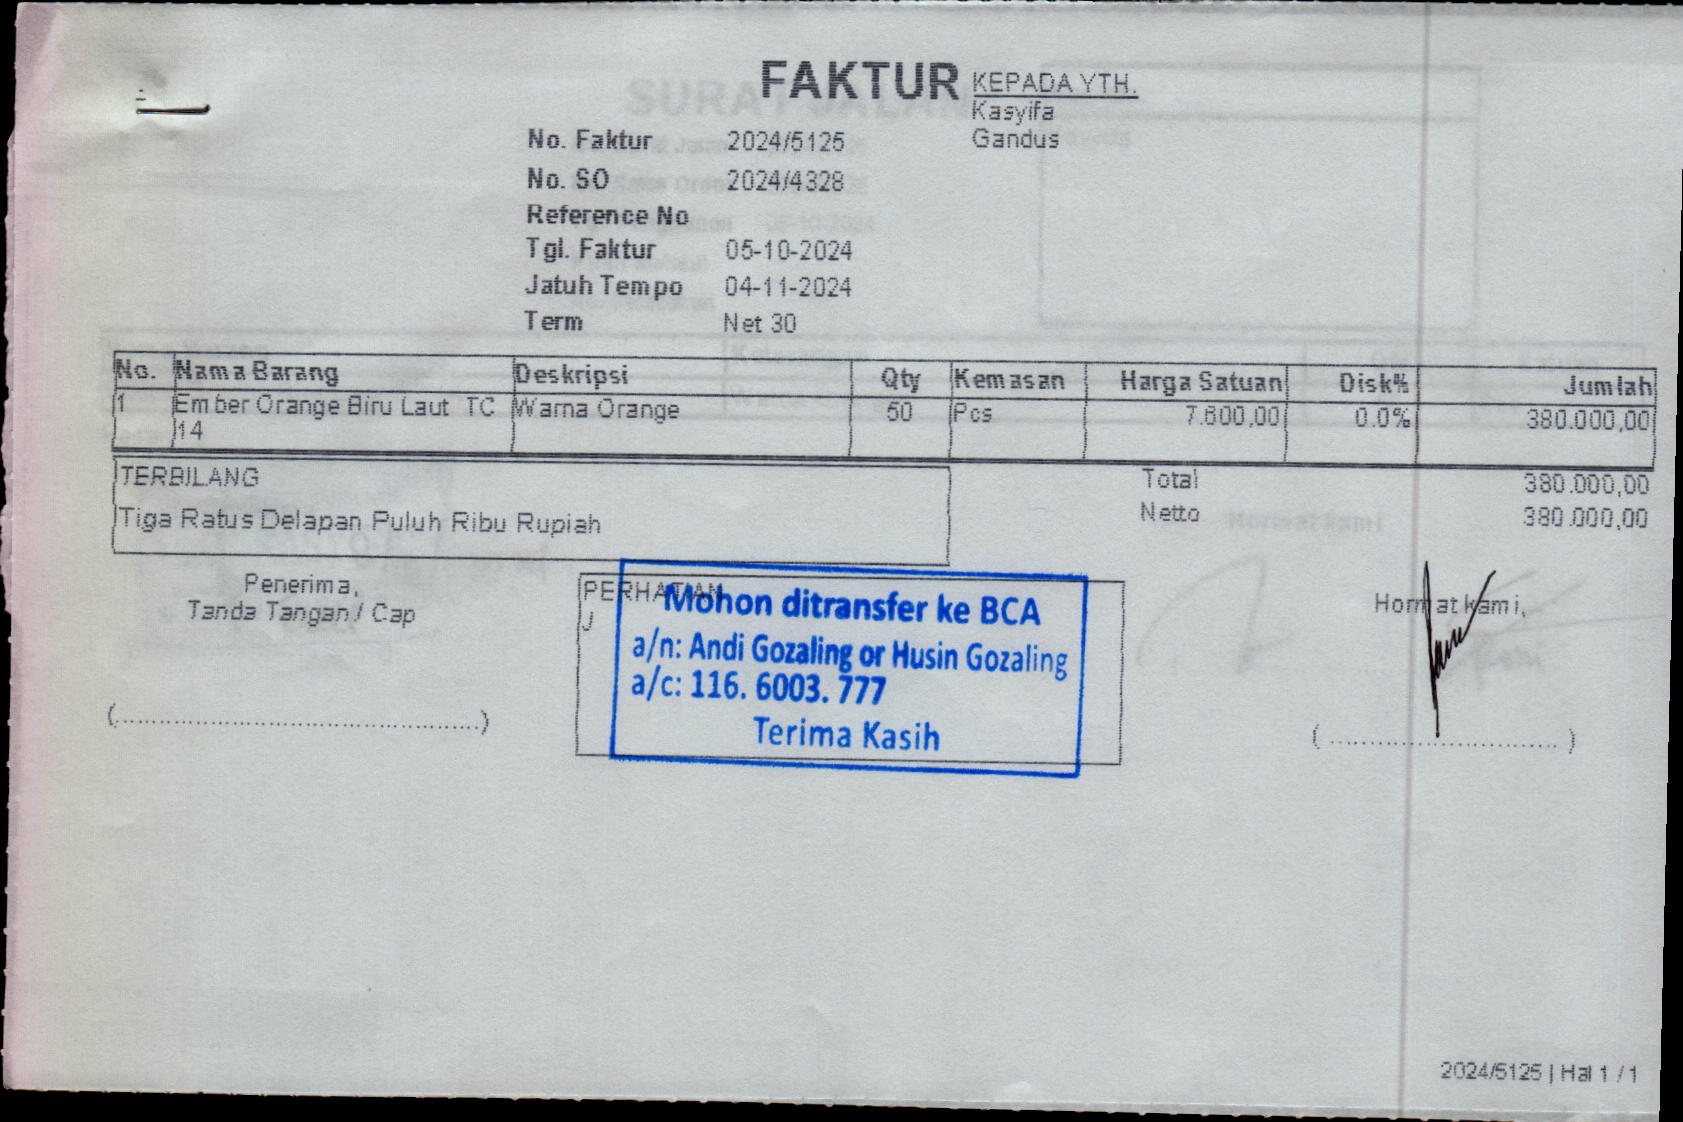 FAKTUR
KEPADA YTH.
Kasyifa
Gandus
No. Faktur 2024/5125
No. SO 2024/4328
Reference No
Tgl. Faktur 05-10-2024
Jatuh Tempo 04-11-2024
Term Net 30
No. Nama Barang Deskripsi Qty Kemasan Harga Satuan Disk% Jumlah
1 Ember Orange Biru Laut TC Warna Orange 50 Pcs 7.600,00 0.0% 380.000,00
14
TERBILANG
Tiga Ratus Delapan Puluh Ribu Rupiah
Total 380.000,00
Netto 380.000,00
Penerima,
Tanda Tangan / Cap
(................................................)
PERHATIAN
Mohon ditransfer ke BCA
a/n: Andi Gozaling or Husin Gozaling
a/c: 116. 6003. 777
Terima Kasih
Hormat kami,
( ................................ )
2024/5125 | Hal 1 / 1